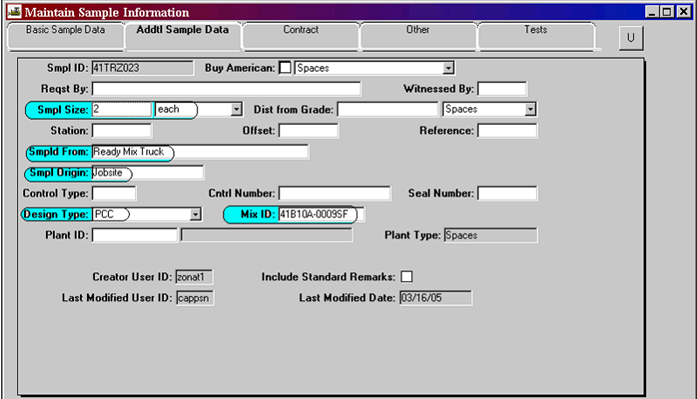 Maintain Sample Information
Basic Sample Data Addtl Sample Data Contract Other Tests U
Smpl ID: 41TRZ023 Buy American: Spaces
Reqst By: Witnessed By:
Smpl Size: 2 each Dist from Grade: Spaces
Station: Offset: Reference:
Smpld From: Ready Mix Truck
Smpl Origin: Jobsite
Control Type: Cntrl Number: Seal Number:
Design Type: PCC Mix ID: 41B10A-0009SF
Plant ID: Plant Type: Spaces
Creator User ID: zonat1 Include Standard Remarks:
Last Modified User ID: cappsn Last Modified Date: 03/16/05